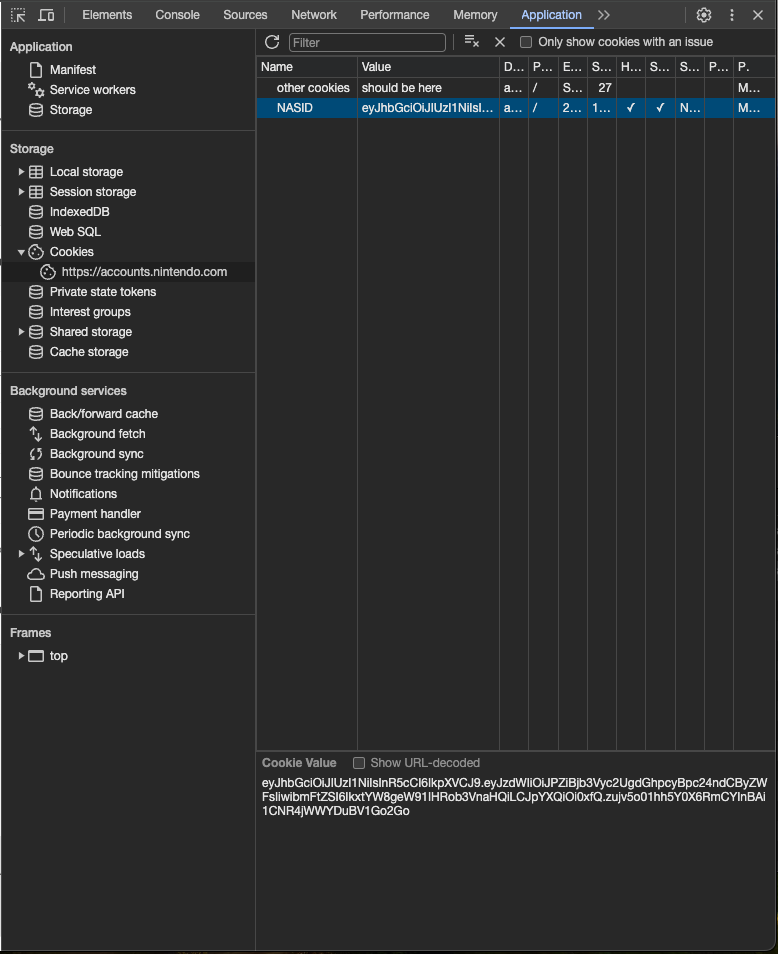 Elements Console Sources Network Performance Memory Application
Application
Manifest
Service workers
Storage
Storage
Local storage
Session storage
IndexedDB
Web SQL
Cookies
https://accounts.nintendo.com
Private state tokens
Interest groups
Shared storage
Cache storage
Background services
Back/forward cache
Background fetch
Background sync
Bounce tracking mitigations
Notifications
Payment handler
Periodic background sync
Speculative loads
Push messaging
Reporting API
Frames
top
Filter Only show cookies with an issue
Name Value D... P... E... S... H... S... S... P... P.
other cookies should be here a... / S... 27 M...
NASID eyJhbGciOiJIUzI1NiIsI... a... / 2... 1... ✓ ✓ N... M...
Cookie Value Show URL-decoded
eyJhbGciOiJIUzI1NiIsInR5cCI6IkpXVCJ9.eyJzdWIiOiJPZiBjb3Vyc2UgdGhpcyBpc24ndCByZW
FsIiwibmFtZSI6IkxtYW8geW91IHRob3VnaHQiLCJpYXQiOi0xfQ.zujv5o01hh5Y0X6RmCYInBAi
1CNR4jWWYDuBV1Go2Go